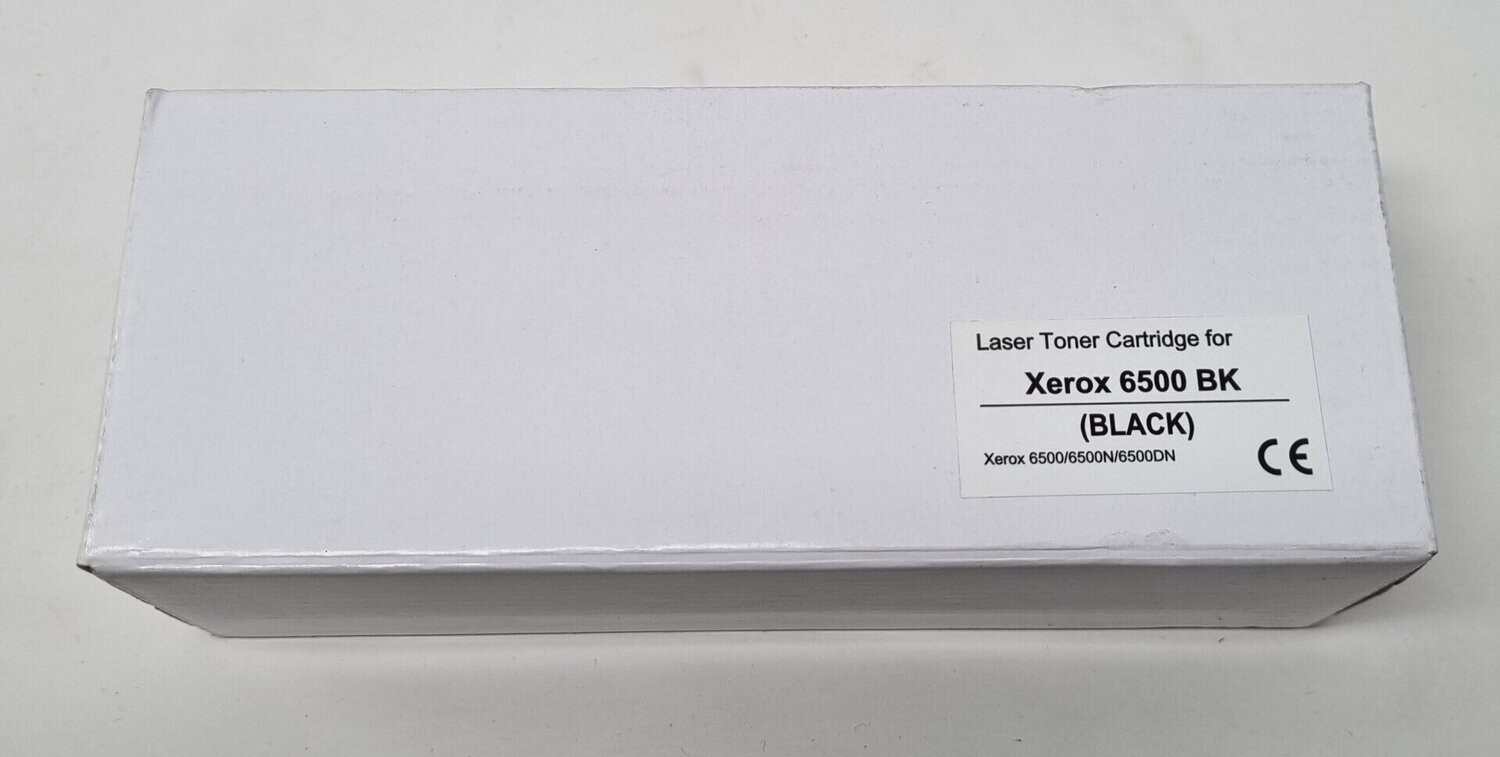 Laser Toner Cartridge for
Xerox 6500 BK
(BLACK)
Xerox 6500/6500N/6500DN
CE